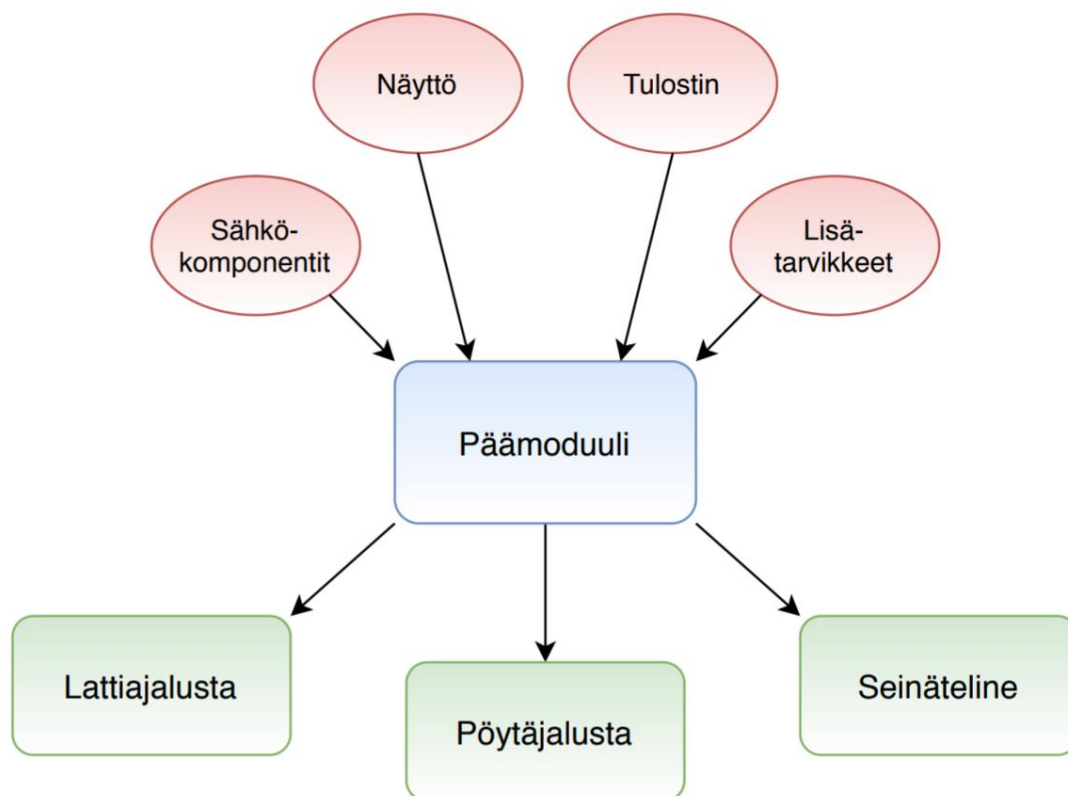 Näyttö
Tulostin
Sähkö-
komponentit
Lisä-
tarvikkeet
Päämoduuli
Lattiajalusta
Pöytäjalusta
Seinäteline